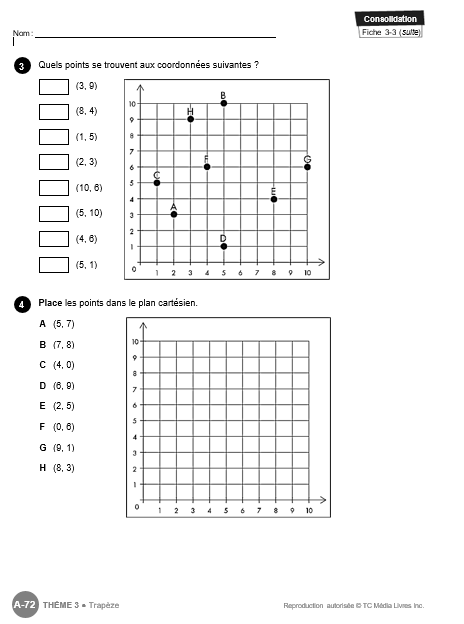 Consolidation
Fiche 3-3 (suite)
Nom :
3 Quels points se trouvent aux coordonnées suivantes ?
(3, 9)
(8, 4)
(1, 5)
(2, 3)
(10, 6)
(5, 10)
(4, 6)
(5, 1)
B
10
H
9
8
7
F
G
6
C
5
E
4
A
3
2
D
1
0
1 2 3 4 5 6 7 8 9 10
4 Place les points dans le plan cartésien.
A (5, 7)
B (7, 8)
C (4, 0)
D (6, 9)
E (2, 5)
F (0, 6)
G (9, 1)
H (8, 3)
10
9
8
7
6
5
4
3
2
1
0
1 2 3 4 5 6 7 8 9 10
A-72 THÈME 3 • Trapèze
Reproduction autorisée © TC Média Livres Inc.